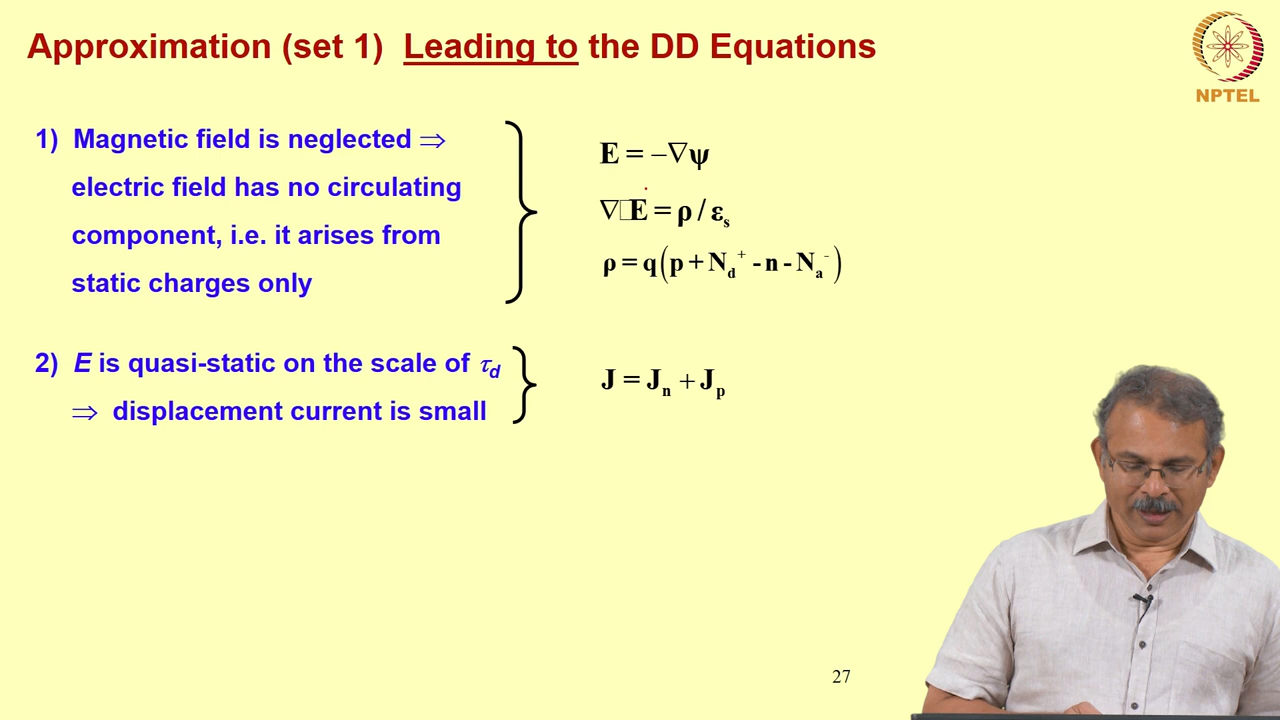 Approximation (set 1) Leading to the DD Equations
NPTEL
1) Magnetic field is neglected ⇒
electric field has no circulating
component, i.e. it arises from
static charges only
E = −∇ψ
∇□E = ρ / εs
ρ = q(p + Nd+ - n - Na-)
2) E is quasi-static on the scale of τd
⇒ displacement current is small
J = Jn + Jp
27